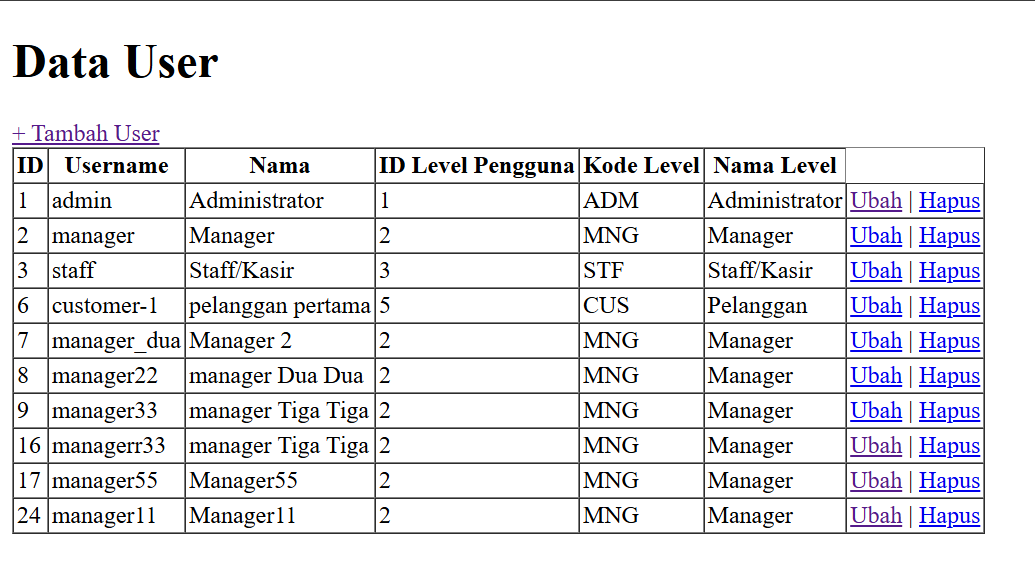 Data User
+ Tambah User
ID Username Nama ID Level Pengguna Kode Level Nama Level
1 admin Administrator 1 ADM Administrator Ubah | Hapus
2 manager Manager 2 MNG Manager Ubah | Hapus
3 staff Staff/Kasir 3 STF Staff/Kasir Ubah | Hapus
6 customer-1 pelanggan pertama 5 CUS Pelanggan Ubah | Hapus
7 manager_dua Manager 2 2 MNG Manager Ubah | Hapus
8 manager22 manager Dua Dua 2 MNG Manager Ubah | Hapus
9 manager33 manager Tiga Tiga 2 MNG Manager Ubah | Hapus
16 managerr33 manager Tiga Tiga 2 MNG Manager Ubah | Hapus
17 manager55 Manager55 2 MNG Manager Ubah | Hapus
24 manager11 Manager11 2 MNG Manager Ubah | Hapus